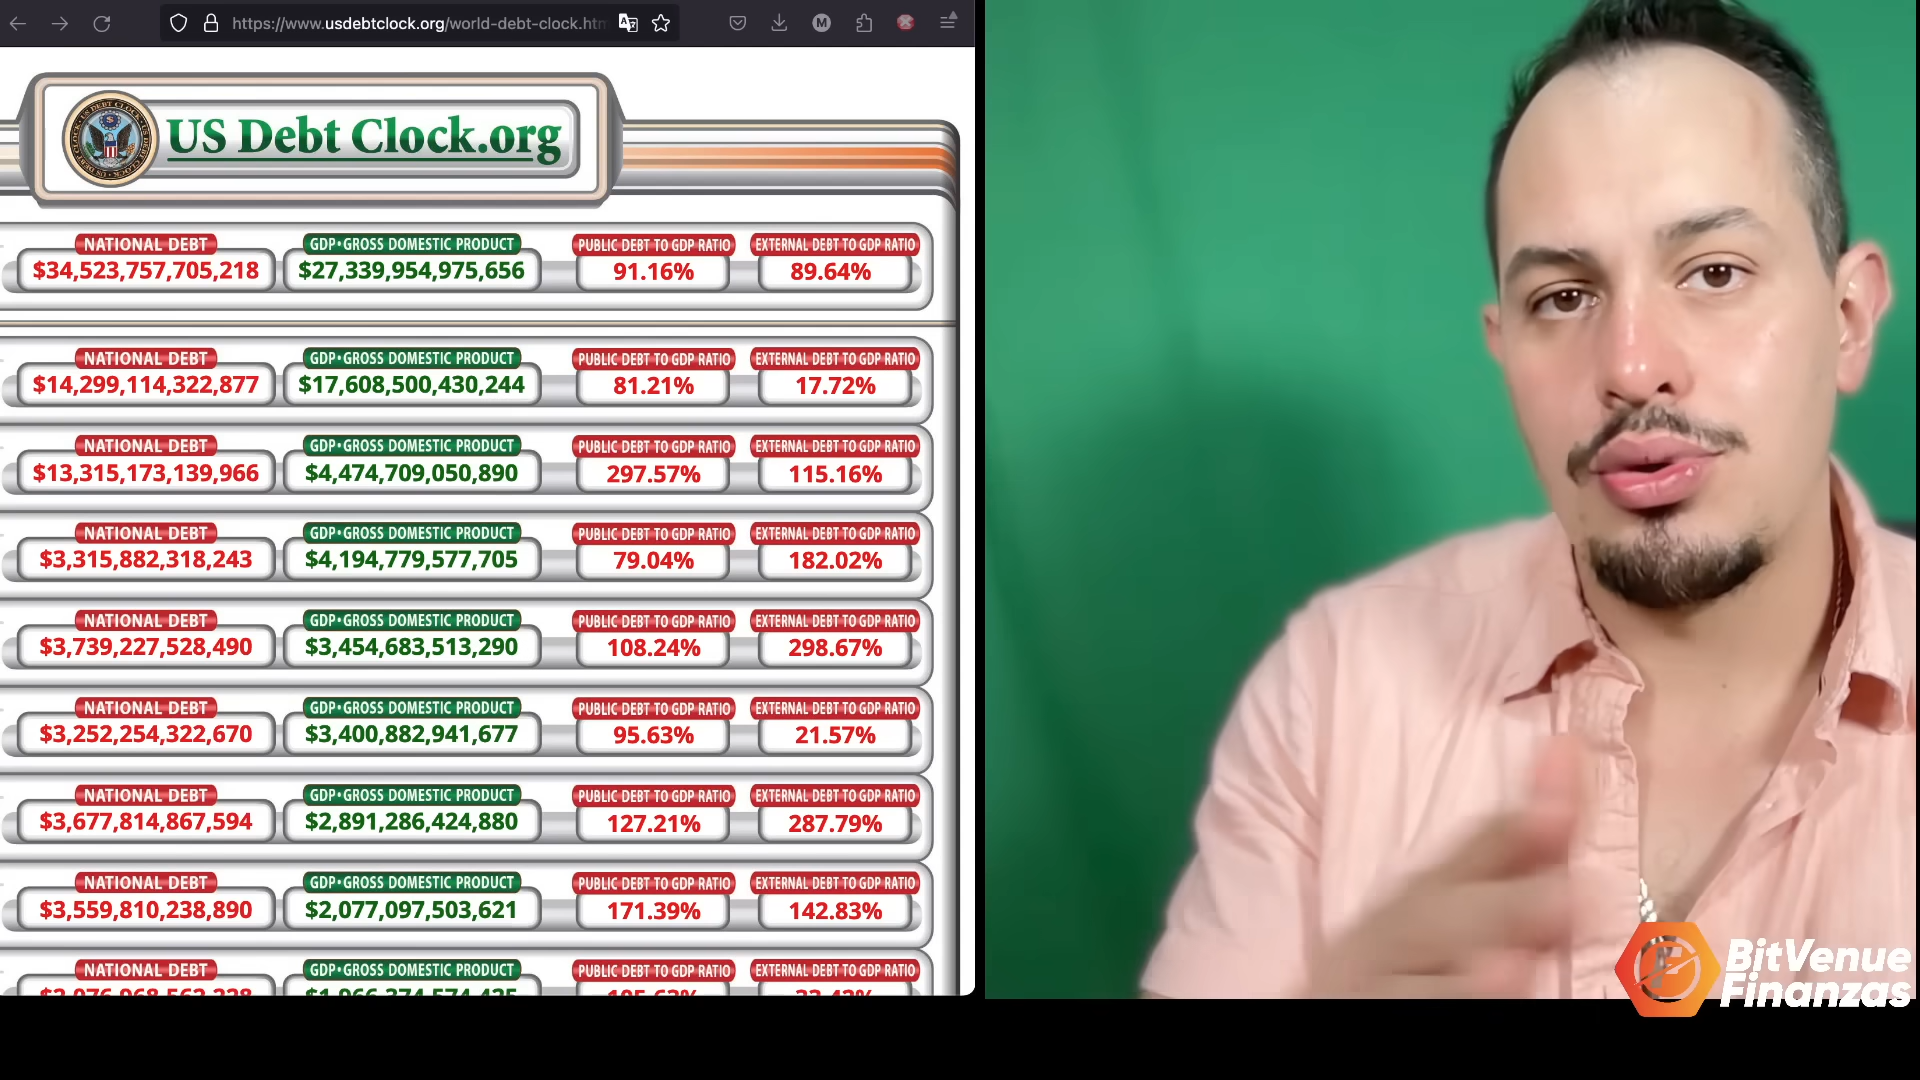 https://www.usdebtclock.org/world-debt-clock.htm
M
US Debt Clock.org
NATIONAL DEBT GDP•GROSS DOMESTIC PRODUCT PUBLIC DEBT TO GDP RATIO EXTERNAL DEBT TO GDP RATIO
$34,523,757,705,218 $27,339,954,975,656 91.16% 89.64%
NATIONAL DEBT GDP•GROSS DOMESTIC PRODUCT PUBLIC DEBT TO GDP RATIO EXTERNAL DEBT TO GDP RATIO
$14,299,114,322,877 $17,608,500,430,244 81.21% 17.72%
NATIONAL DEBT GDP•GROSS DOMESTIC PRODUCT PUBLIC DEBT TO GDP RATIO EXTERNAL DEBT TO GDP RATIO
$13,315,173,139,966 $4,474,709,050,890 297.57% 115.16%
NATIONAL DEBT GDP•GROSS DOMESTIC PRODUCT PUBLIC DEBT TO GDP RATIO EXTERNAL DEBT TO GDP RATIO
$3,315,882,318,243 $4,194,779,577,705 79.04% 182.02%
NATIONAL DEBT GDP•GROSS DOMESTIC PRODUCT PUBLIC DEBT TO GDP RATIO EXTERNAL DEBT TO GDP RATIO
$3,739,227,528,490 $3,454,683,513,290 108.24% 298.67%
NATIONAL DEBT GDP•GROSS DOMESTIC PRODUCT PUBLIC DEBT TO GDP RATIO EXTERNAL DEBT TO GDP RATIO
$3,252,254,322,670 $3,400,882,941,677 95.63% 21.57%
NATIONAL DEBT GDP•GROSS DOMESTIC PRODUCT PUBLIC DEBT TO GDP RATIO EXTERNAL DEBT TO GDP RATIO
$3,677,814,867,594 $2,891,286,424,880 127.21% 287.79%
NATIONAL DEBT GDP•GROSS DOMESTIC PRODUCT PUBLIC DEBT TO GDP RATIO EXTERNAL DEBT TO GDP RATIO
$3,559,810,238,890 $2,077,097,503,621 171.39% 142.83%
NATIONAL DEBT GDP•GROSS DOMESTIC PRODUCT PUBLIC DEBT TO GDP RATIO EXTERNAL DEBT TO GDP RATIO
BitVenue
Finanzas